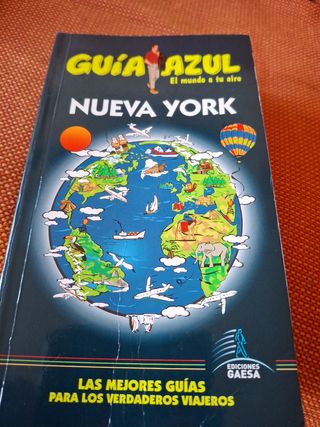 GUÍA AZUL
El mundo a tu aire
NUEVA YORK
EDICIONES
GAESA
LAS MEJORES GUÍAS
PARA LOS VERDADEROS VIAJEROS